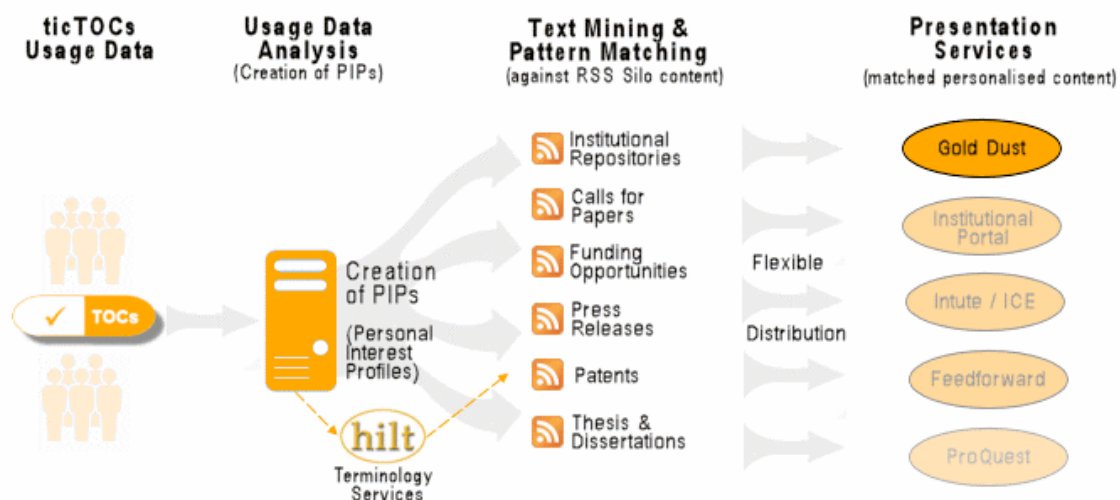 ticTOCs
Usage Data
Usage Data
Analysis
(Creation of PIPs)
Text Mining &
Pattern Matching
(against RSS Silo content)
Presentation
Services
(matched personalised content)
TOCs
Creation
of PIPs
(Personal
Interest
Profiles)
hilt
Terminology
Services
Institutional
Repositories
Calls for
Papers
Funding
Opportunities
Press
Releases
Patents
Thesis &
Dissertations
Flexible
Distribution
Gold Dust
Institutional
Portal
Intute / ICE
Feedforward
ProQuest